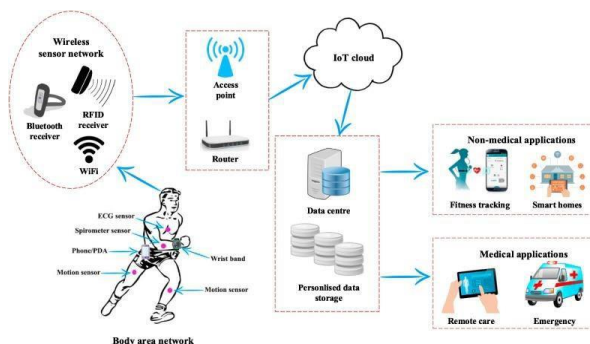 Wireless
sensor network
Bluetooth
receiver
RFID
receiver
WiFi
Access
point
Router
IoT cloud
Data centre
Personlised data
storage
Non-medical applications
Fitness tracking
Smart homes
Medical applications
Remote care
Emergency
ECG sensor
Spirometer sensor
Phone/PDA
Wrist band
Motion sensor
Motion sensor
Body area network